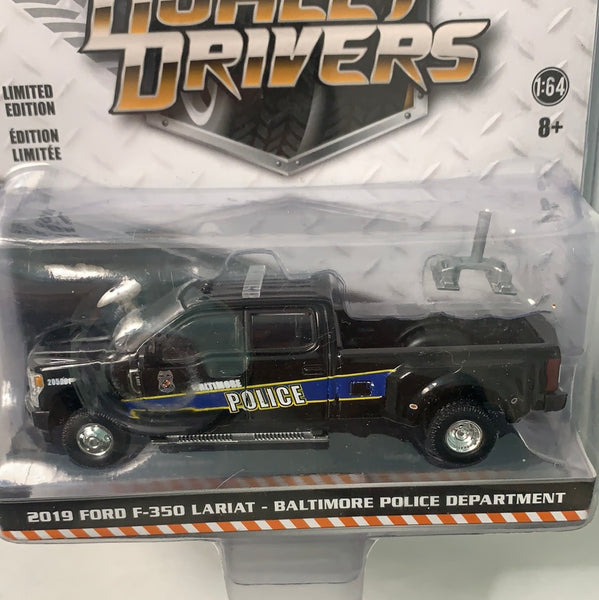 DRIVERS
LIMITED
EDITION
ÉDITION
LIMITÉE
1:64
8+
BALTIMORE
POLICE
2019 FORD F-350 LARIAT - BALTIMORE POLICE DEPARTMENT